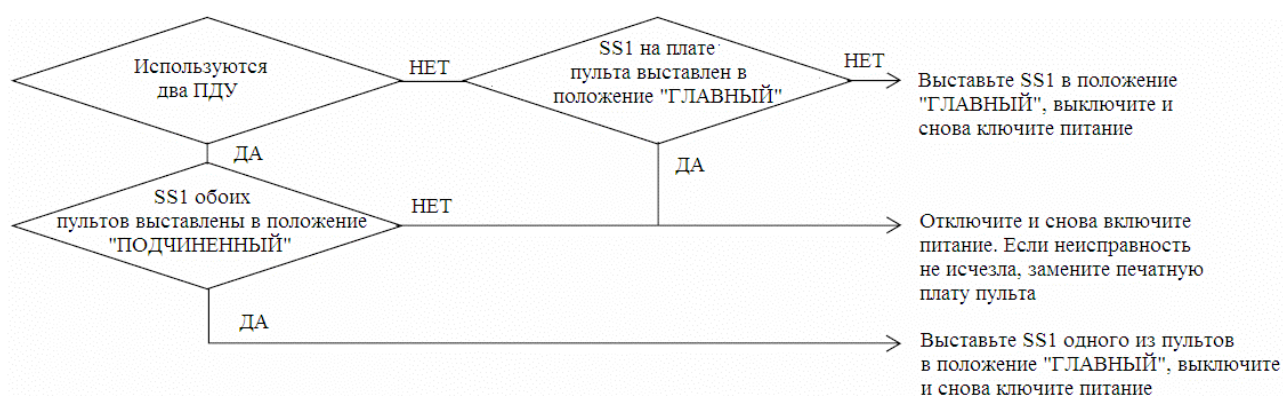 Используются
два ПДУ
НЕТ
SS1 на плате
пульта выставлен в
положение "ГЛАВНЫЙ"
НЕТ
Выставьте SS1 в положение
"ГЛАВНЫЙ", выключите и
снова ключите питание
ДА
ДА
SS1 обоих
пультов выставлены в положение
"ПОДЧИНЕННЫЙ"
НЕТ
Отключите и снова включите
питание. Если неисправность
не исчезла, замените печатную
плату пульта
ДА
Выставьте SS1 одного из пультов
в положение "ГЛАВНЫЙ", выключите
и снова ключите питание